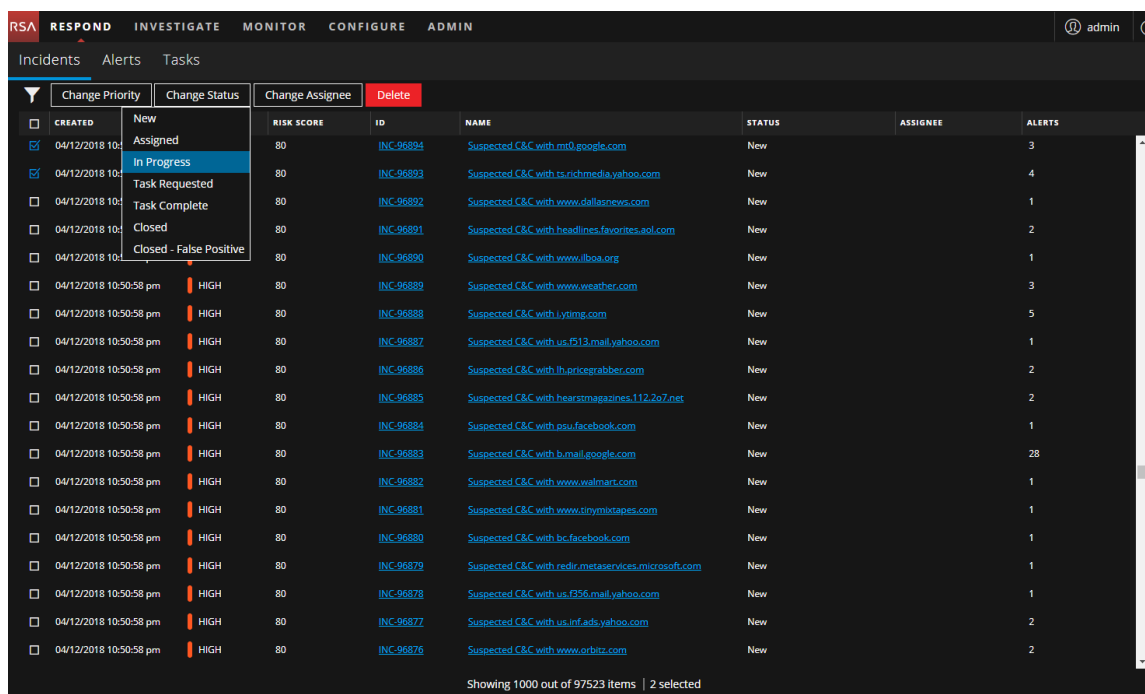 RSA RESPOND INVESTIGATE MONITOR CONFIGURE ADMIN admin
Incidents Alerts Tasks
Change Priority Change Status Change Assignee Delete
CREATED RISK SCORE ID NAME STATUS ASSIGNEE ALERTS
New
Assigned
In Progress
Task Requested
Task Complete
Closed
Closed - False Positive
04/12/2018 10: 80 INC-96894 Suspected C&C with mt0.google.com New 3
04/12/2018 10: 80 INC-96893 Suspected C&C with ts.richmedia.yahoo.com New 4
04/12/2018 10: 80 INC-96892 Suspected C&C with www.dallasnews.com New 1
04/12/2018 10: 80 INC-96891 Suspected C&C with headlines.favorites.aol.com New 2
04/12/2018 10: 80 INC-96890 Suspected C&C with www.ilboa.org New 1
04/12/2018 10:50:58 pm HIGH 80 INC-96889 Suspected C&C with www.weather.com New 3
04/12/2018 10:50:58 pm HIGH 80 INC-96888 Suspected C&C with i.ytimg.com New 5
04/12/2018 10:50:58 pm HIGH 80 INC-96887 Suspected C&C with us.f513.mail.yahoo.com New 1
04/12/2018 10:50:58 pm HIGH 80 INC-96886 Suspected C&C with lh.pricegrabber.com New 2
04/12/2018 10:50:58 pm HIGH 80 INC-96885 Suspected C&C with hearstmagazines.112.2o7.net New 2
04/12/2018 10:50:58 pm HIGH 80 INC-96884 Suspected C&C with psu.facebook.com New 1
04/12/2018 10:50:58 pm HIGH 80 INC-96883 Suspected C&C with b.mail.google.com New 28
04/12/2018 10:50:58 pm HIGH 80 INC-96882 Suspected C&C with www.walmart.com New 1
04/12/2018 10:50:58 pm HIGH 80 INC-96881 Suspected C&C with www.tinymixtapes.com New 1
04/12/2018 10:50:58 pm HIGH 80 INC-96880 Suspected C&C with bc.facebook.com New 1
04/12/2018 10:50:58 pm HIGH 80 INC-96879 Suspected C&C with redir.metaservices.microsoft.com New 1
04/12/2018 10:50:58 pm HIGH 80 INC-96878 Suspected C&C with us.f356.mail.yahoo.com New 1
04/12/2018 10:50:58 pm HIGH 80 INC-96877 Suspected C&C with us.inf.ads.yahoo.com New 2
04/12/2018 10:50:58 pm HIGH 80 INC-96876 Suspected C&C with www.orbitz.com New 2
Showing 1000 out of 97523 items | 2 selected